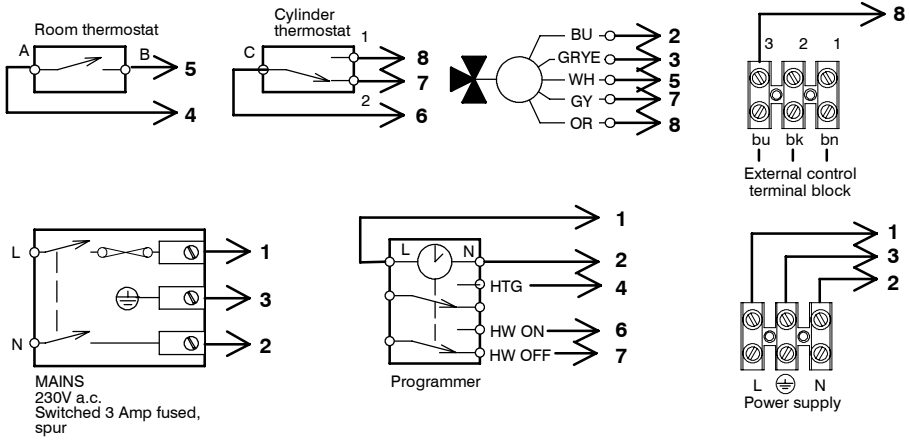 Room thermostat
A
B
5
4
Cylinder
thermostat
C
1
8
7
2
6
BU 2
GRYE 3
WH 5
GY 7
OR 8
8
3 2 1
bu bk bn
External control
terminal block
L
1
3
N
2
MAINS
230V a.c.
Switched 3 Amp fused,
spur
1
L N
2
HTG 4
HW ON 6
HW OFF 7
Programmer
1
3
2
L N
Power supply